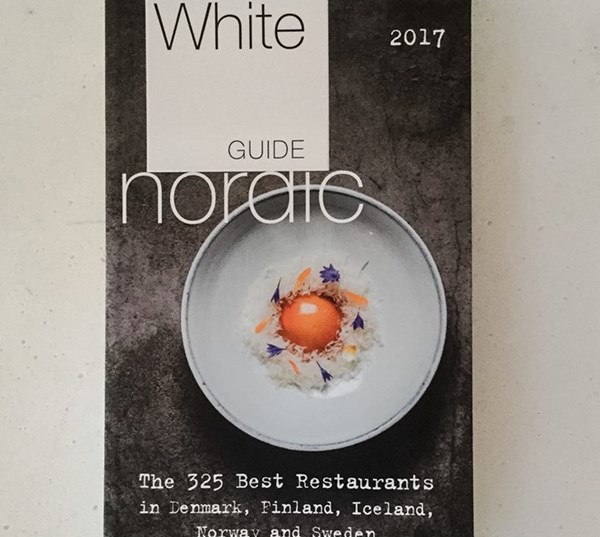 White
2017
GUIDE
nordic
The 325 Best Restaurants
in Denmark, Finland, Iceland,
Norway and Sweden